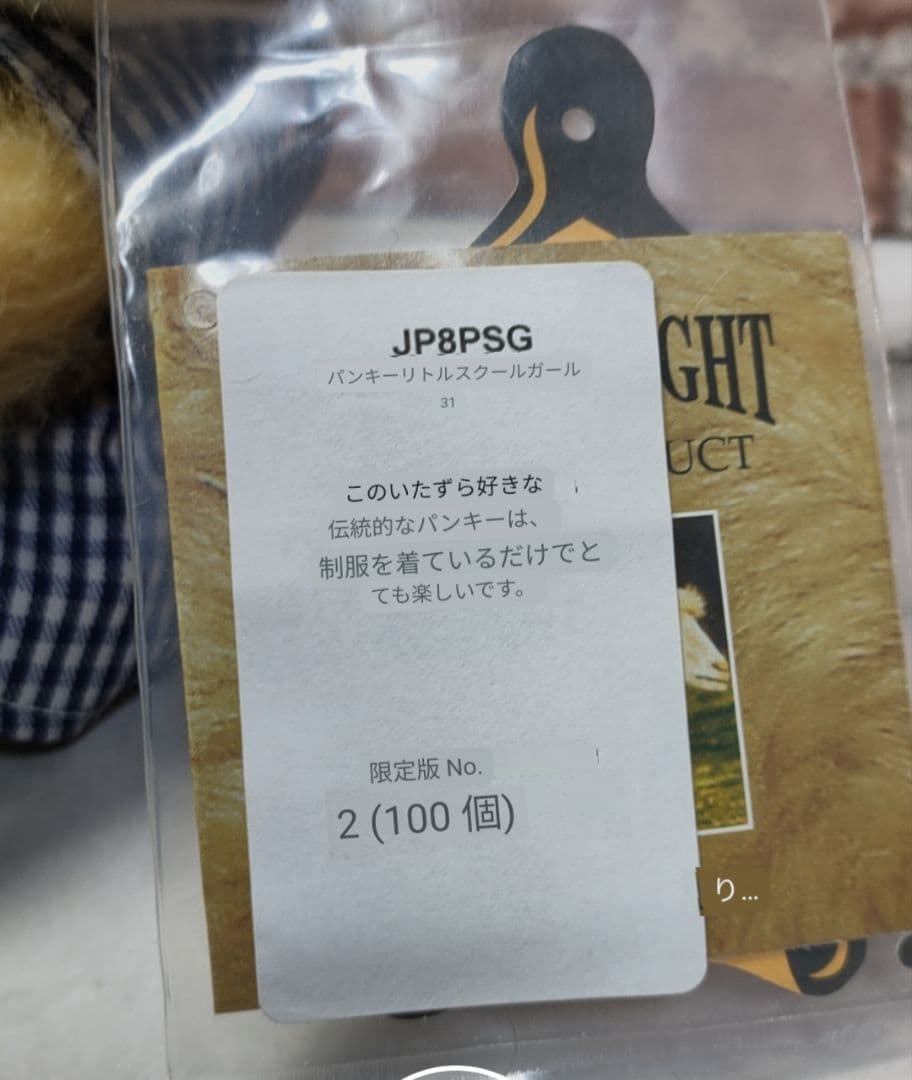 JP8PSG
パンキーリトルスクールガール
31
このいたずら好きな
伝統的なパンキーは、
制服を着ているだけでと
ても楽しいです。
限定版 No.
2 (100 個)
GHT
UCT
り...